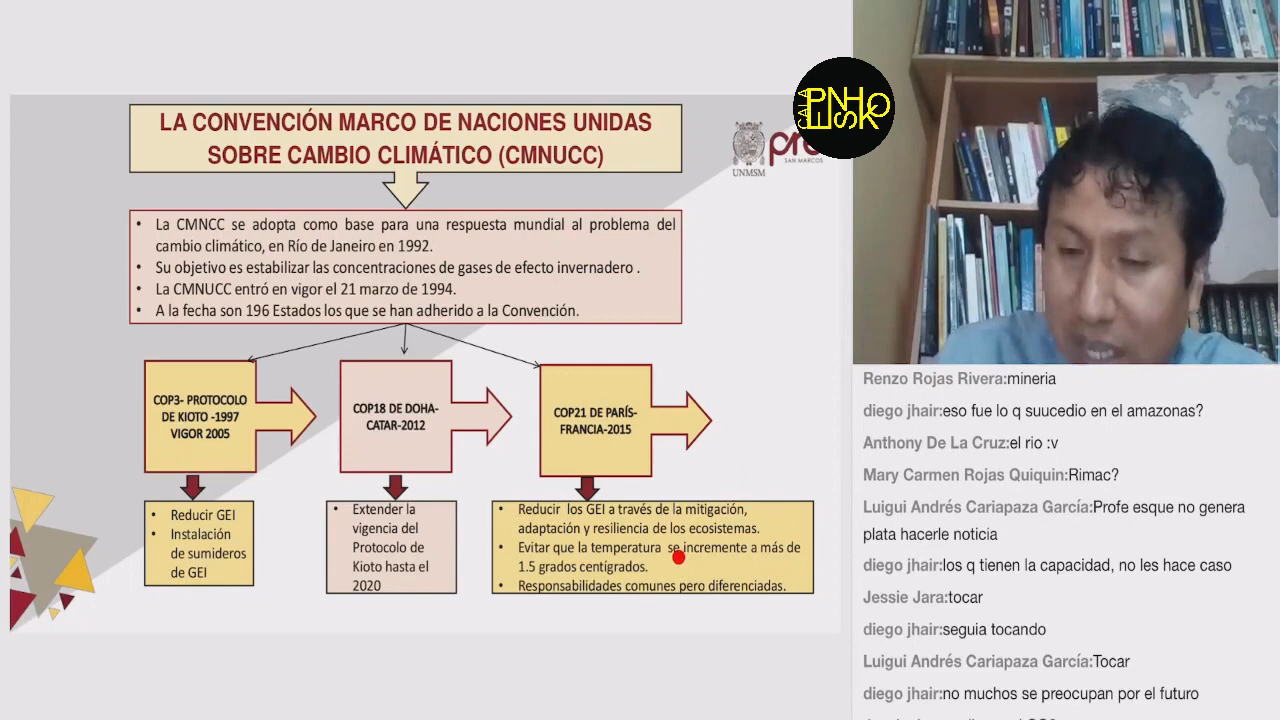 LA CONVENCIÓN MARCO DE NACIONES UNIDAS
SOBRE CAMBIO CLIMÁTICO (CMNUCC)
UNMSM
pre
SAN MARCOS
CALA
PENHO
ESK
• La CMNCC se adopta como base para una respuesta mundial al problema del
cambio climático, en Río de Janeiro en 1992.
• Su objetivo es estabilizar las concentraciones de gases de efecto invernadero .
• La CMNUCC entró en vigor el 21 marzo de 1994.
• A la fecha son 196 Estados los que se han adherido a la Convención.
COP3- PROTOCOLO
DE KIOTO -1997
VIGOR 2005
COP18 DE DOHA-
CATAR-2012
COP21 DE PARÍS-
FRANCIA-2015
• Reducir GEI
• Instalación
de sumideros
de GEI
• Extender la
vigencia del
Protocolo de
Kioto hasta el
2020
• Reducir los GEI a través de la mitigación,
adaptación y resiliencia de los ecosistemas.
• Evitar que la temperatura se incremente a más de
1.5 grados centígrados.
• Responsabilidades comunes pero diferenciadas.
Renzo Rojas Rivera:mineria
diego jhair:eso fue lo q suucedio en el amazonas?
Anthony De La Cruz:el rio :v
Mary Carmen Rojas Quiquin:Rimac?
Luigui Andrés Cariapaza García:Profe esque no genera
plata hacerle noticia
diego jhair:los q tienen la capacidad, no les hace caso
Jessie Jara:tocar
diego jhair:seguia tocando
Luigui Andrés Cariapaza García:Tocar
diego jhair:no muchos se preocupan por el futuro